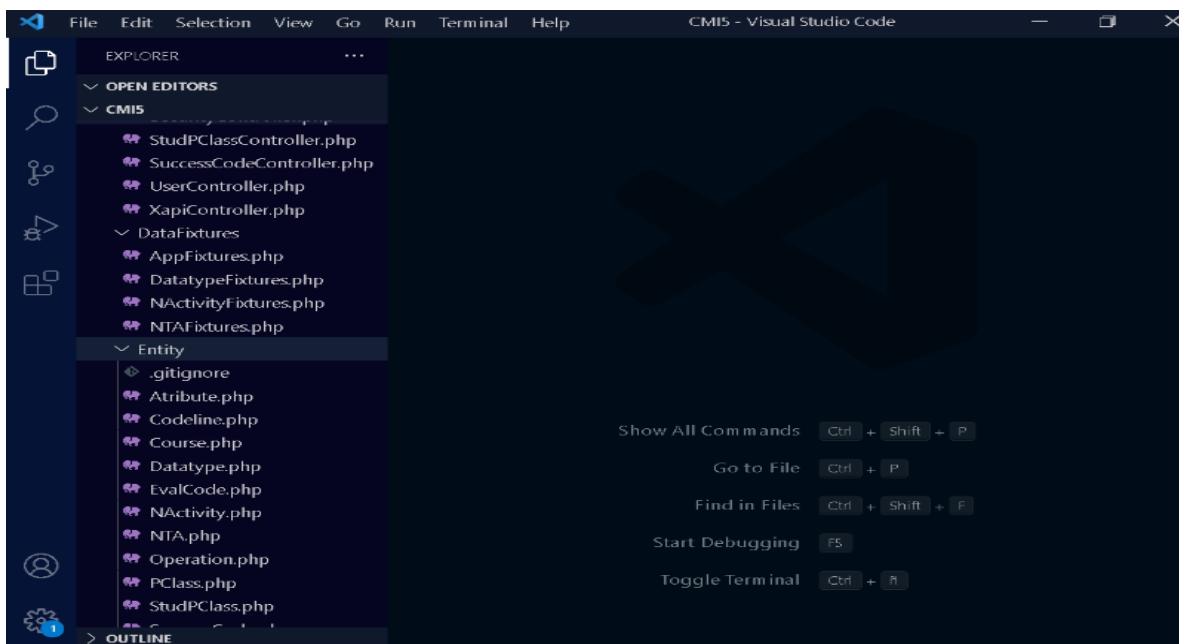 File Edit Selection View Go Run Terminal Help CMI5 - Visual Studio Code
EXPLORER
OPEN EDITORS
CMI5
StudPClassController.php
SuccessCodeController.php
UserController.php
XapiController.php
DataFixtures
AppFixtures.php
DatatypeFixtures.php
NActivityFixtures.php
NTAFixtures.php
Entity
.gitignore
Atribute.php
Codeline.php
Course.php
Datatype.php
EvalCode.php
NActivity.php
NTA.php
Operation.php
PClass.php
StudPClass.php
OUTLINE
1
Show All Commands Ctrl + Shift + P
Go to File Ctrl + P
Find in Files Ctrl + Shift + F
Start Debugging F5
Toggle Terminal Ctrl + Ñ